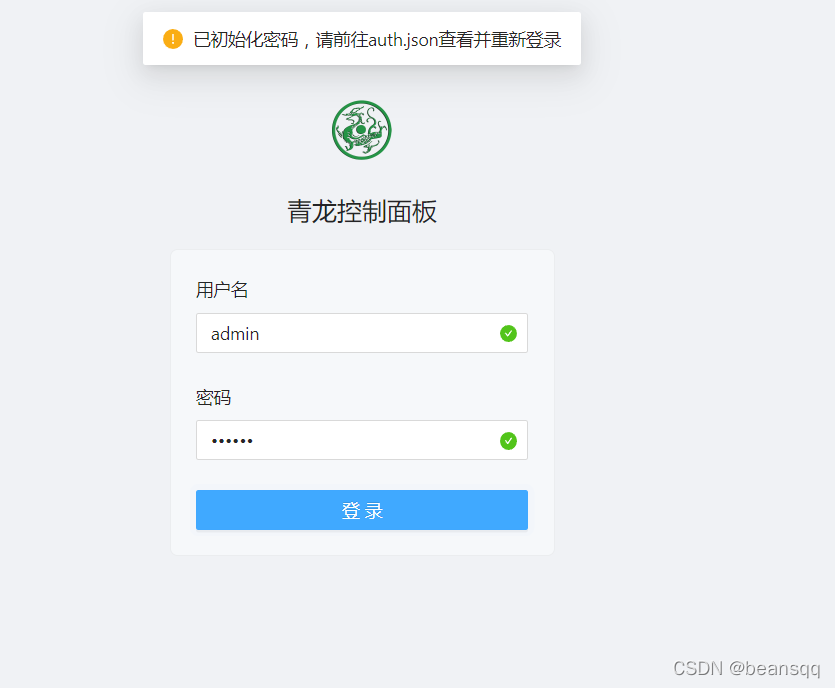 已初始化密码，请前往auth.json查看并重新登录
青龙控制面板
用户名
admin
密码
••••••
登 录
CSDN @beansqq